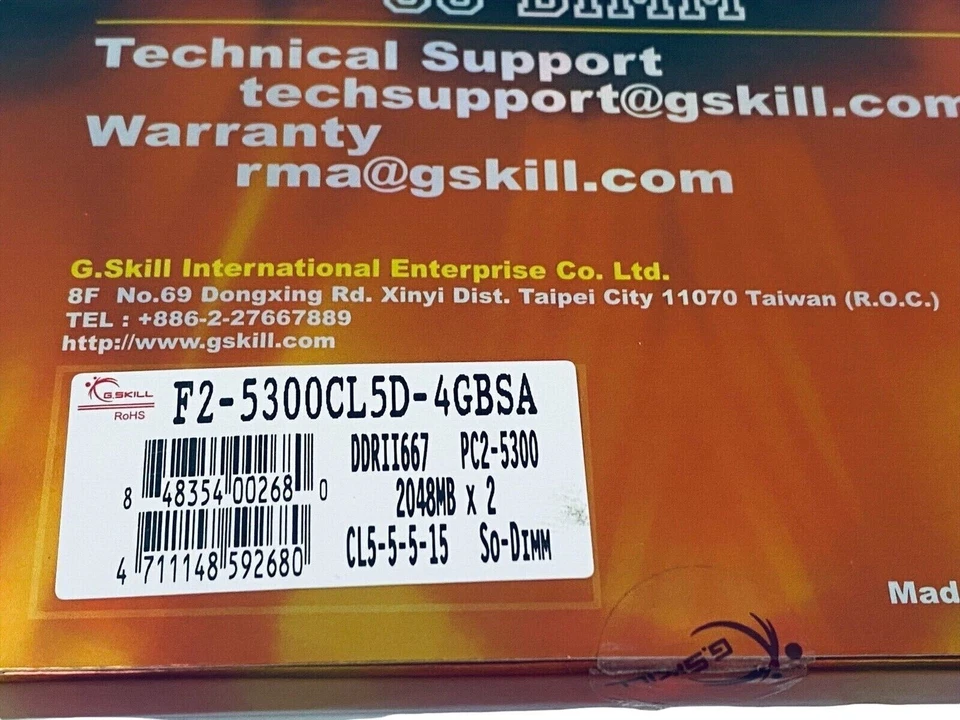 SO DIMM
Technical Support
techsupport@gskill.com
Warranty
rma@gskill.com
G.Skill International Enterprise Co. Ltd.
8F No.69 Dongxing Rd. Xinyi Dist. Taipei City 11070 Taiwan (R.O.C.)
TEL : +886-2-27667889
http://www.gskill.com
G.SKILL
RoHS
F2-5300CL5D-4GBSA
DDRII667 PC2-5300
2048MB x 2
CL5-5-5-15 So-Dimm
8 48354 00268 0
4 711148 592680
Mad
G.SKILL